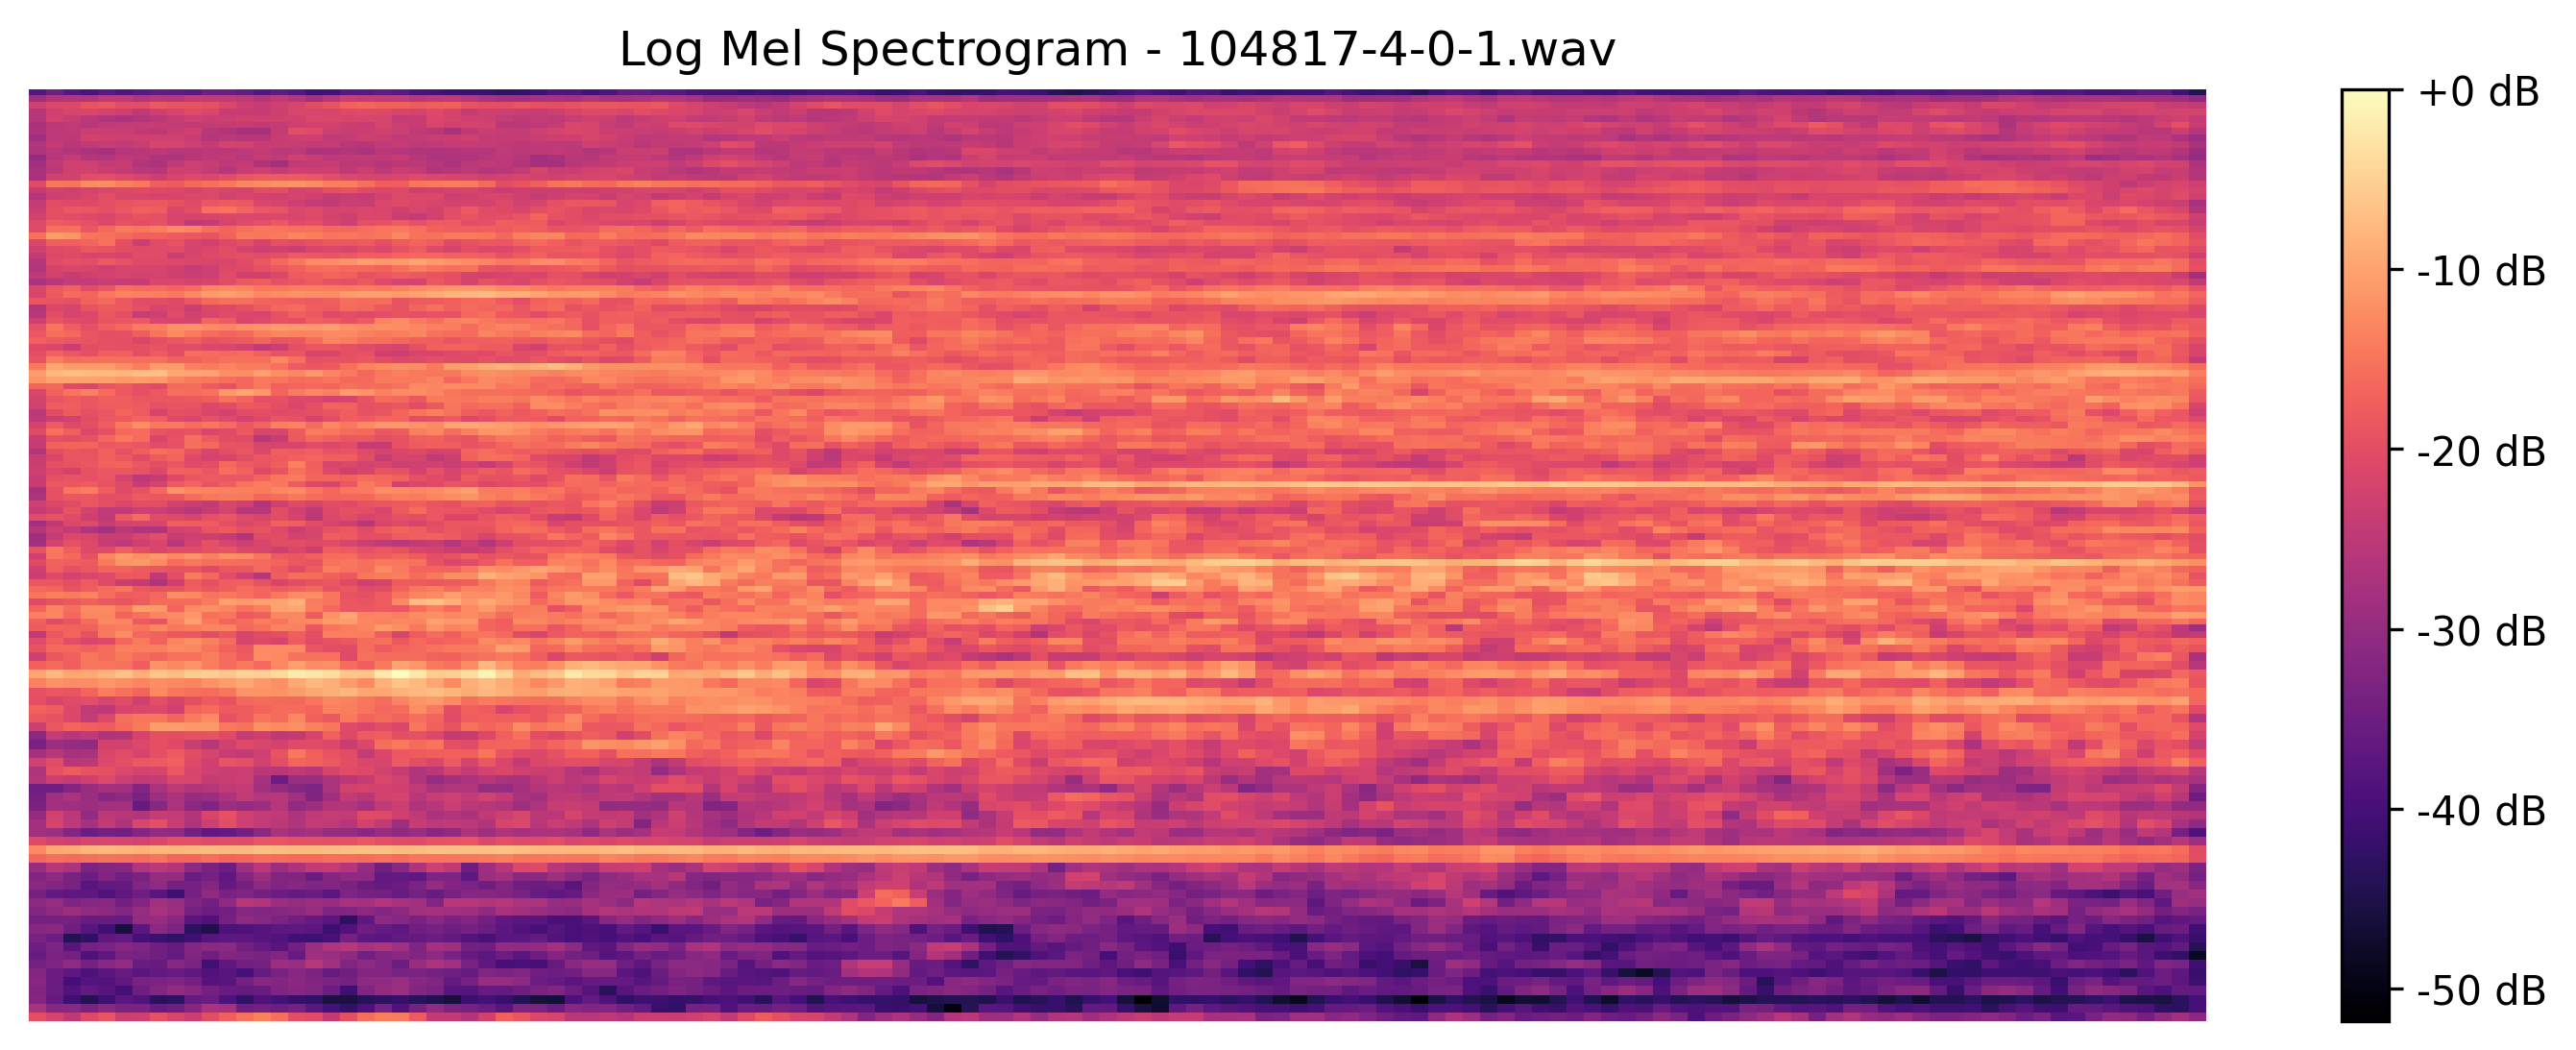 Log Mel Spectrogram - 104817-4-0-1.wav
+0 dB
-10 dB
-20 dB
-30 dB
-40 dB
-50 dB